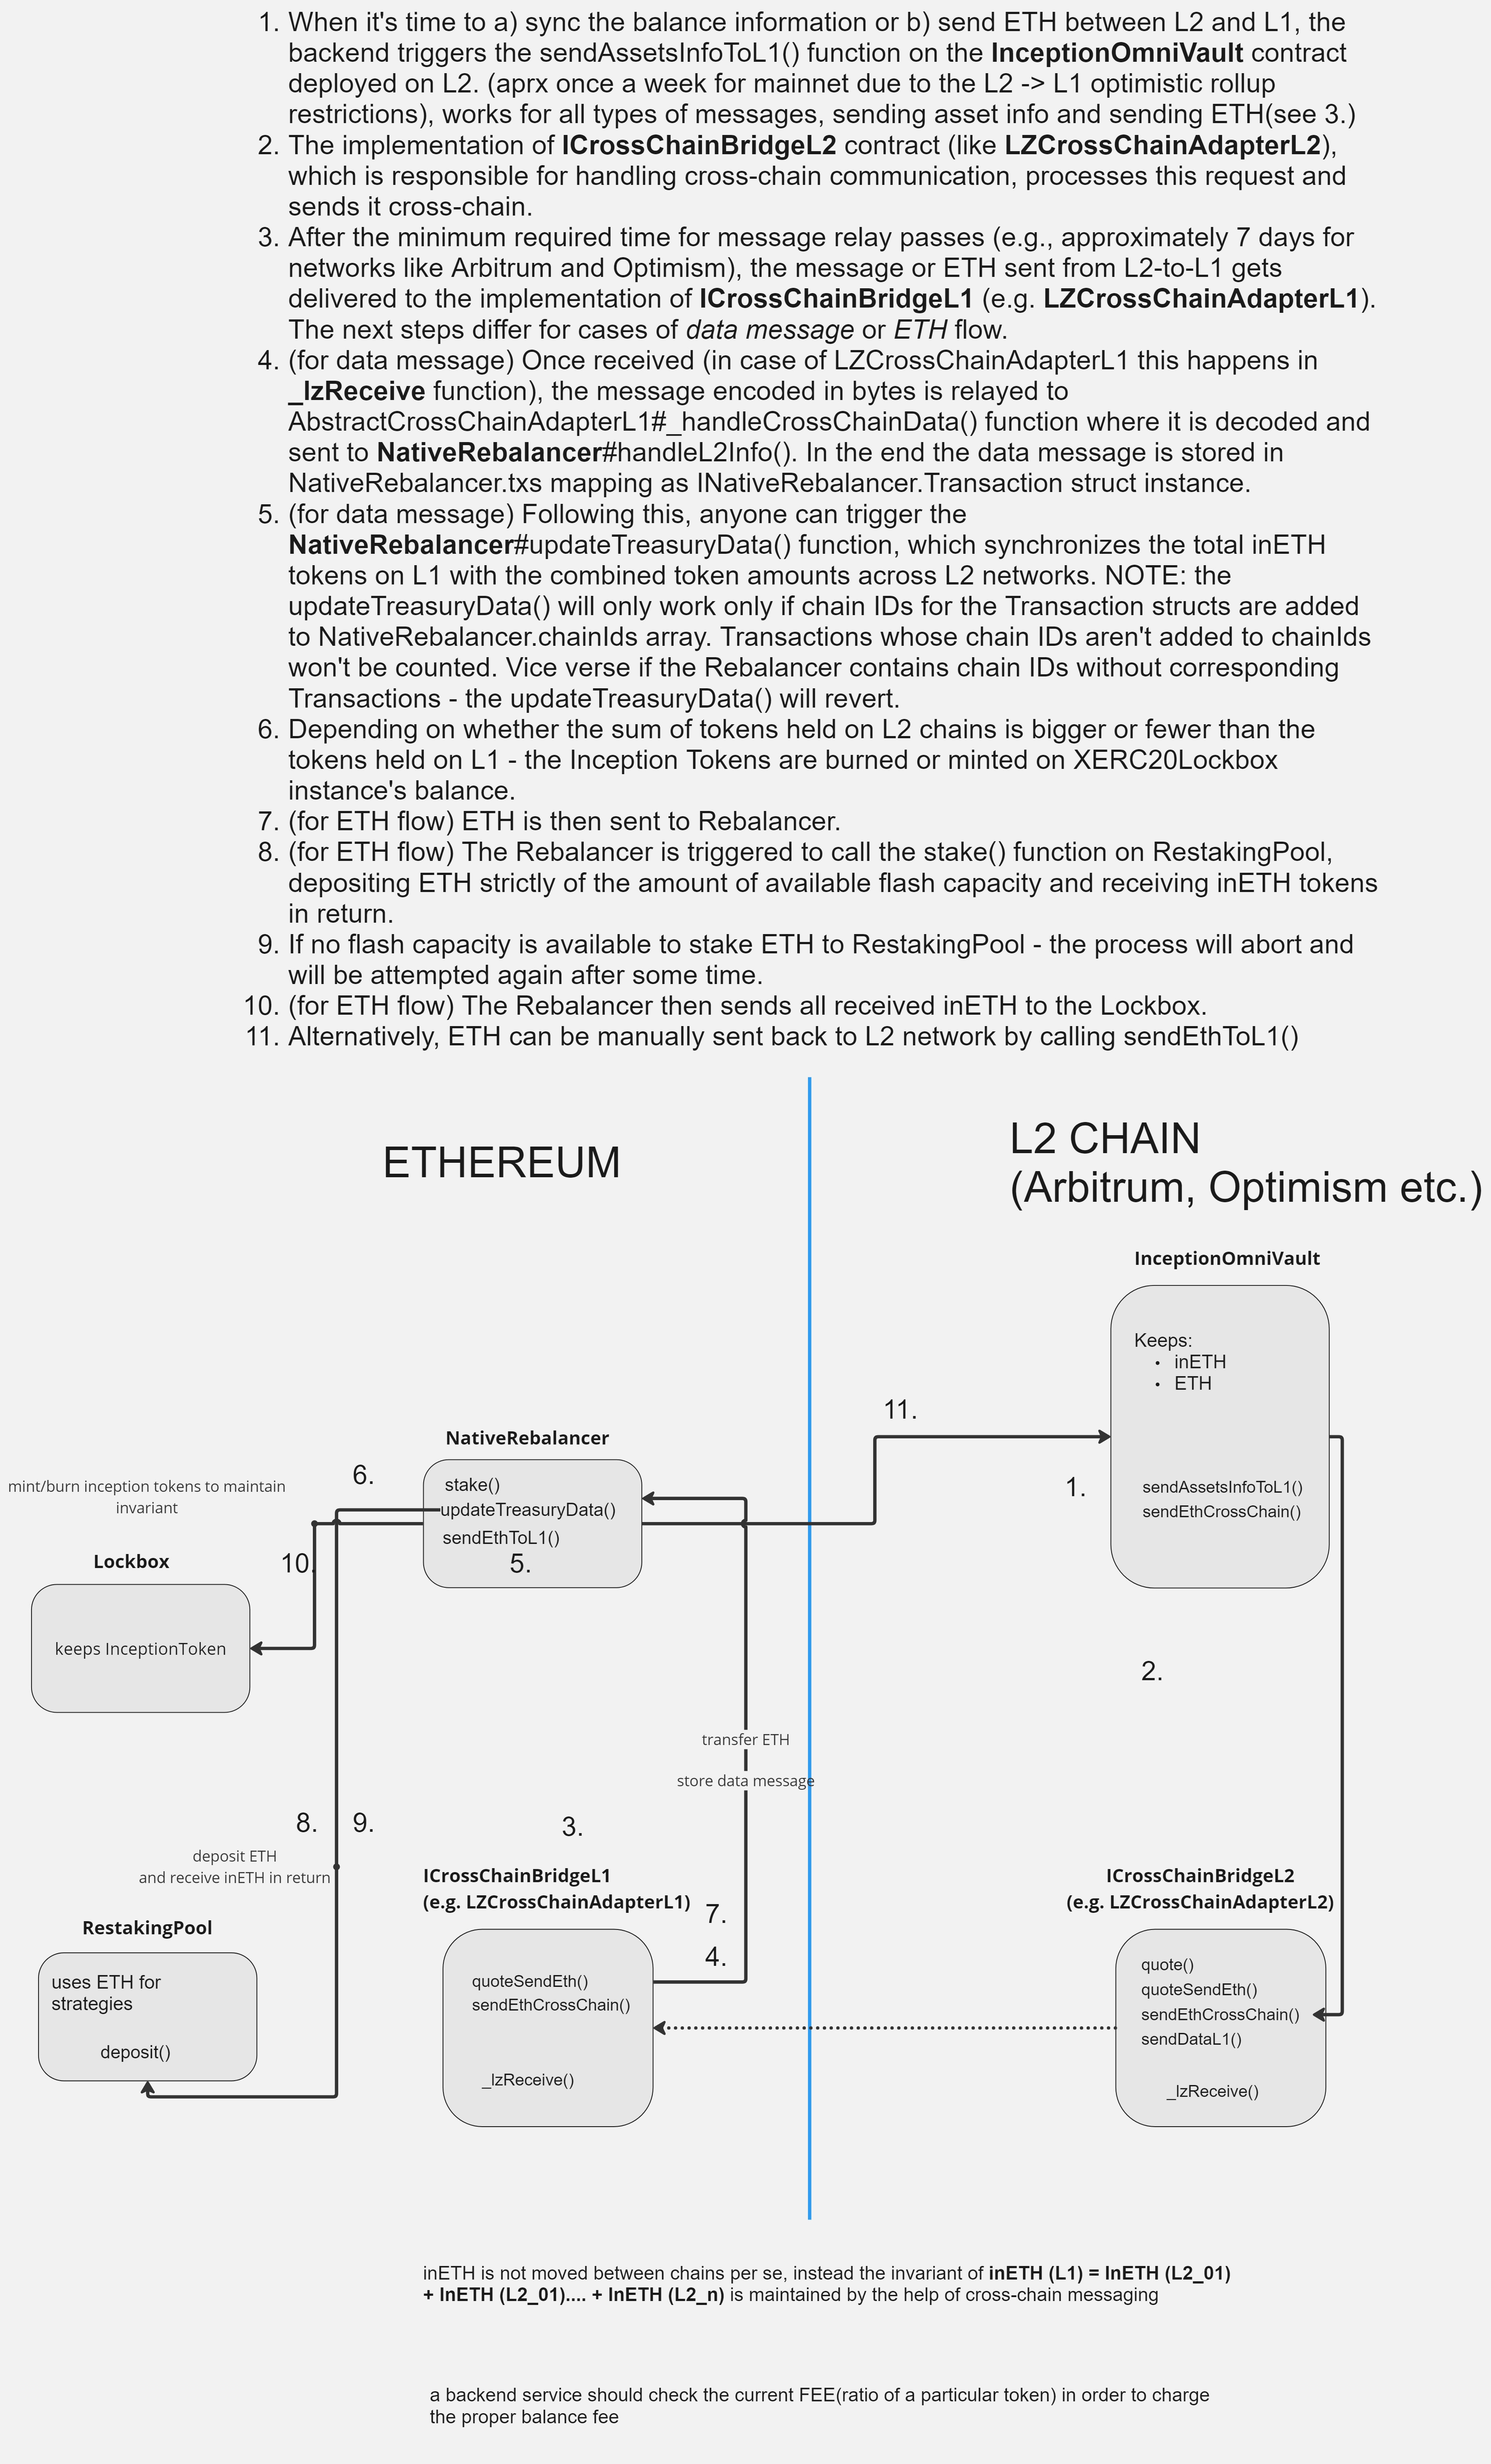 1. When it's time to a) sync the balance information or b) send ETH between L2 and L1, the
backend triggers the sendAssetsInfoToL1() function on the InceptionOmniVault contract
deployed on L2. (aprx once a week for mainnet due to the L2 -> L1 optimistic rollup
restrictions), works for all types of messages, sending asset info and sending ETH(see 3.)
2. The implementation of ICrossChainBridgeL2 contract (like LZCrossChainAdapterL2),
which is responsible for handling cross-chain communication, processes this request and
sends it cross-chain.
3. After the minimum required time for message relay passes (e.g., approximately 7 days for
networks like Arbitrum and Optimism), the message or ETH sent from L2-to-L1 gets
delivered to the implementation of ICrossChainBridgeL1 (e.g. LZCrossChainAdapterL1).
The next steps differ for cases of data message or ETH flow.
4. (for data message) Once received (in case of LZCrossChainAdapterL1 this happens in
_lzReceive function), the message encoded in bytes is relayed to
AbstractCrossChainAdapterL1#_handleCrossChainData() function where it is decoded and
sent to NativeRebalancer#handleL2Info(). In the end the data message is stored in
NativeRebalancer.txs mapping as INativeRebalancer.Transaction struct instance.
5. (for data message) Following this, anyone can trigger the
NativeRebalancer#updateTreasuryData() function, which synchronizes the total inETH
tokens on L1 with the combined token amounts across L2 networks. NOTE: the
updateTreasuryData() will only work only if chain IDs for the Transaction structs are added
to NativeRebalancer.chainIds array. Transactions whose chain IDs aren't added to chainIds
won't be counted. Vice verse if the Rebalancer contains chain IDs without corresponding
Transactions - the updateTreasuryData() will revert.
6. Depending on whether the sum of tokens held on L2 chains is bigger or fewer than the
tokens held on L1 - the Inception Tokens are burned or minted on XERC20Lockbox
instance's balance.
7. (for ETH flow) ETH is then sent to Rebalancer.
8. (for ETH flow) The Rebalancer is triggered to call the stake() function on RestakingPool,
depositing ETH strictly of the amount of available flash capacity and receiving inETH tokens
in return.
9. If no flash capacity is available to stake ETH to RestakingPool - the process will abort and
will be attempted again after some time.
10. (for ETH flow) The Rebalancer then sends all received inETH to the Lockbox.
11. Alternatively, ETH can be manually sent back to L2 network by calling sendEthToL1()
ETHEREUM
L2 CHAIN
(Arbitrum, Optimism etc.)
InceptionOmniVault
Keeps:
• inETH
• ETH
sendAssetsInfoToL1()
sendEthCrossChain()
11.
1.
NativeRebalancer
stake()
updateTreasuryData()
sendEthToL1()
5.
6.
mint/burn inception tokens to maintain
invariant
Lockbox
10.
keeps InceptionToken
2.
transfer ETH
store data message
8.
9.
3.
deposit ETH
and receive inETH in return
ICrossChainBridgeL1
(e.g. LZCrossChainAdapterL1)
7.
4.
quoteSendEth()
sendEthCrossChain()
_lzReceive()
ICrossChainBridgeL2
(e.g. LZCrossChainAdapterL2)
quote()
quoteSendEth()
sendEthCrossChain()
sendDataL1()
_lzReceive()
RestakingPool
uses ETH for
strategies
deposit()
inETH is not moved between chains per se, instead the invariant of inETH (L1) = InETH (L2_01)
+ InETH (L2_01).... + InETH (L2_n) is maintained by the help of cross-chain messaging
a backend service should check the current FEE(ratio of a particular token) in order to charge
the proper balance fee